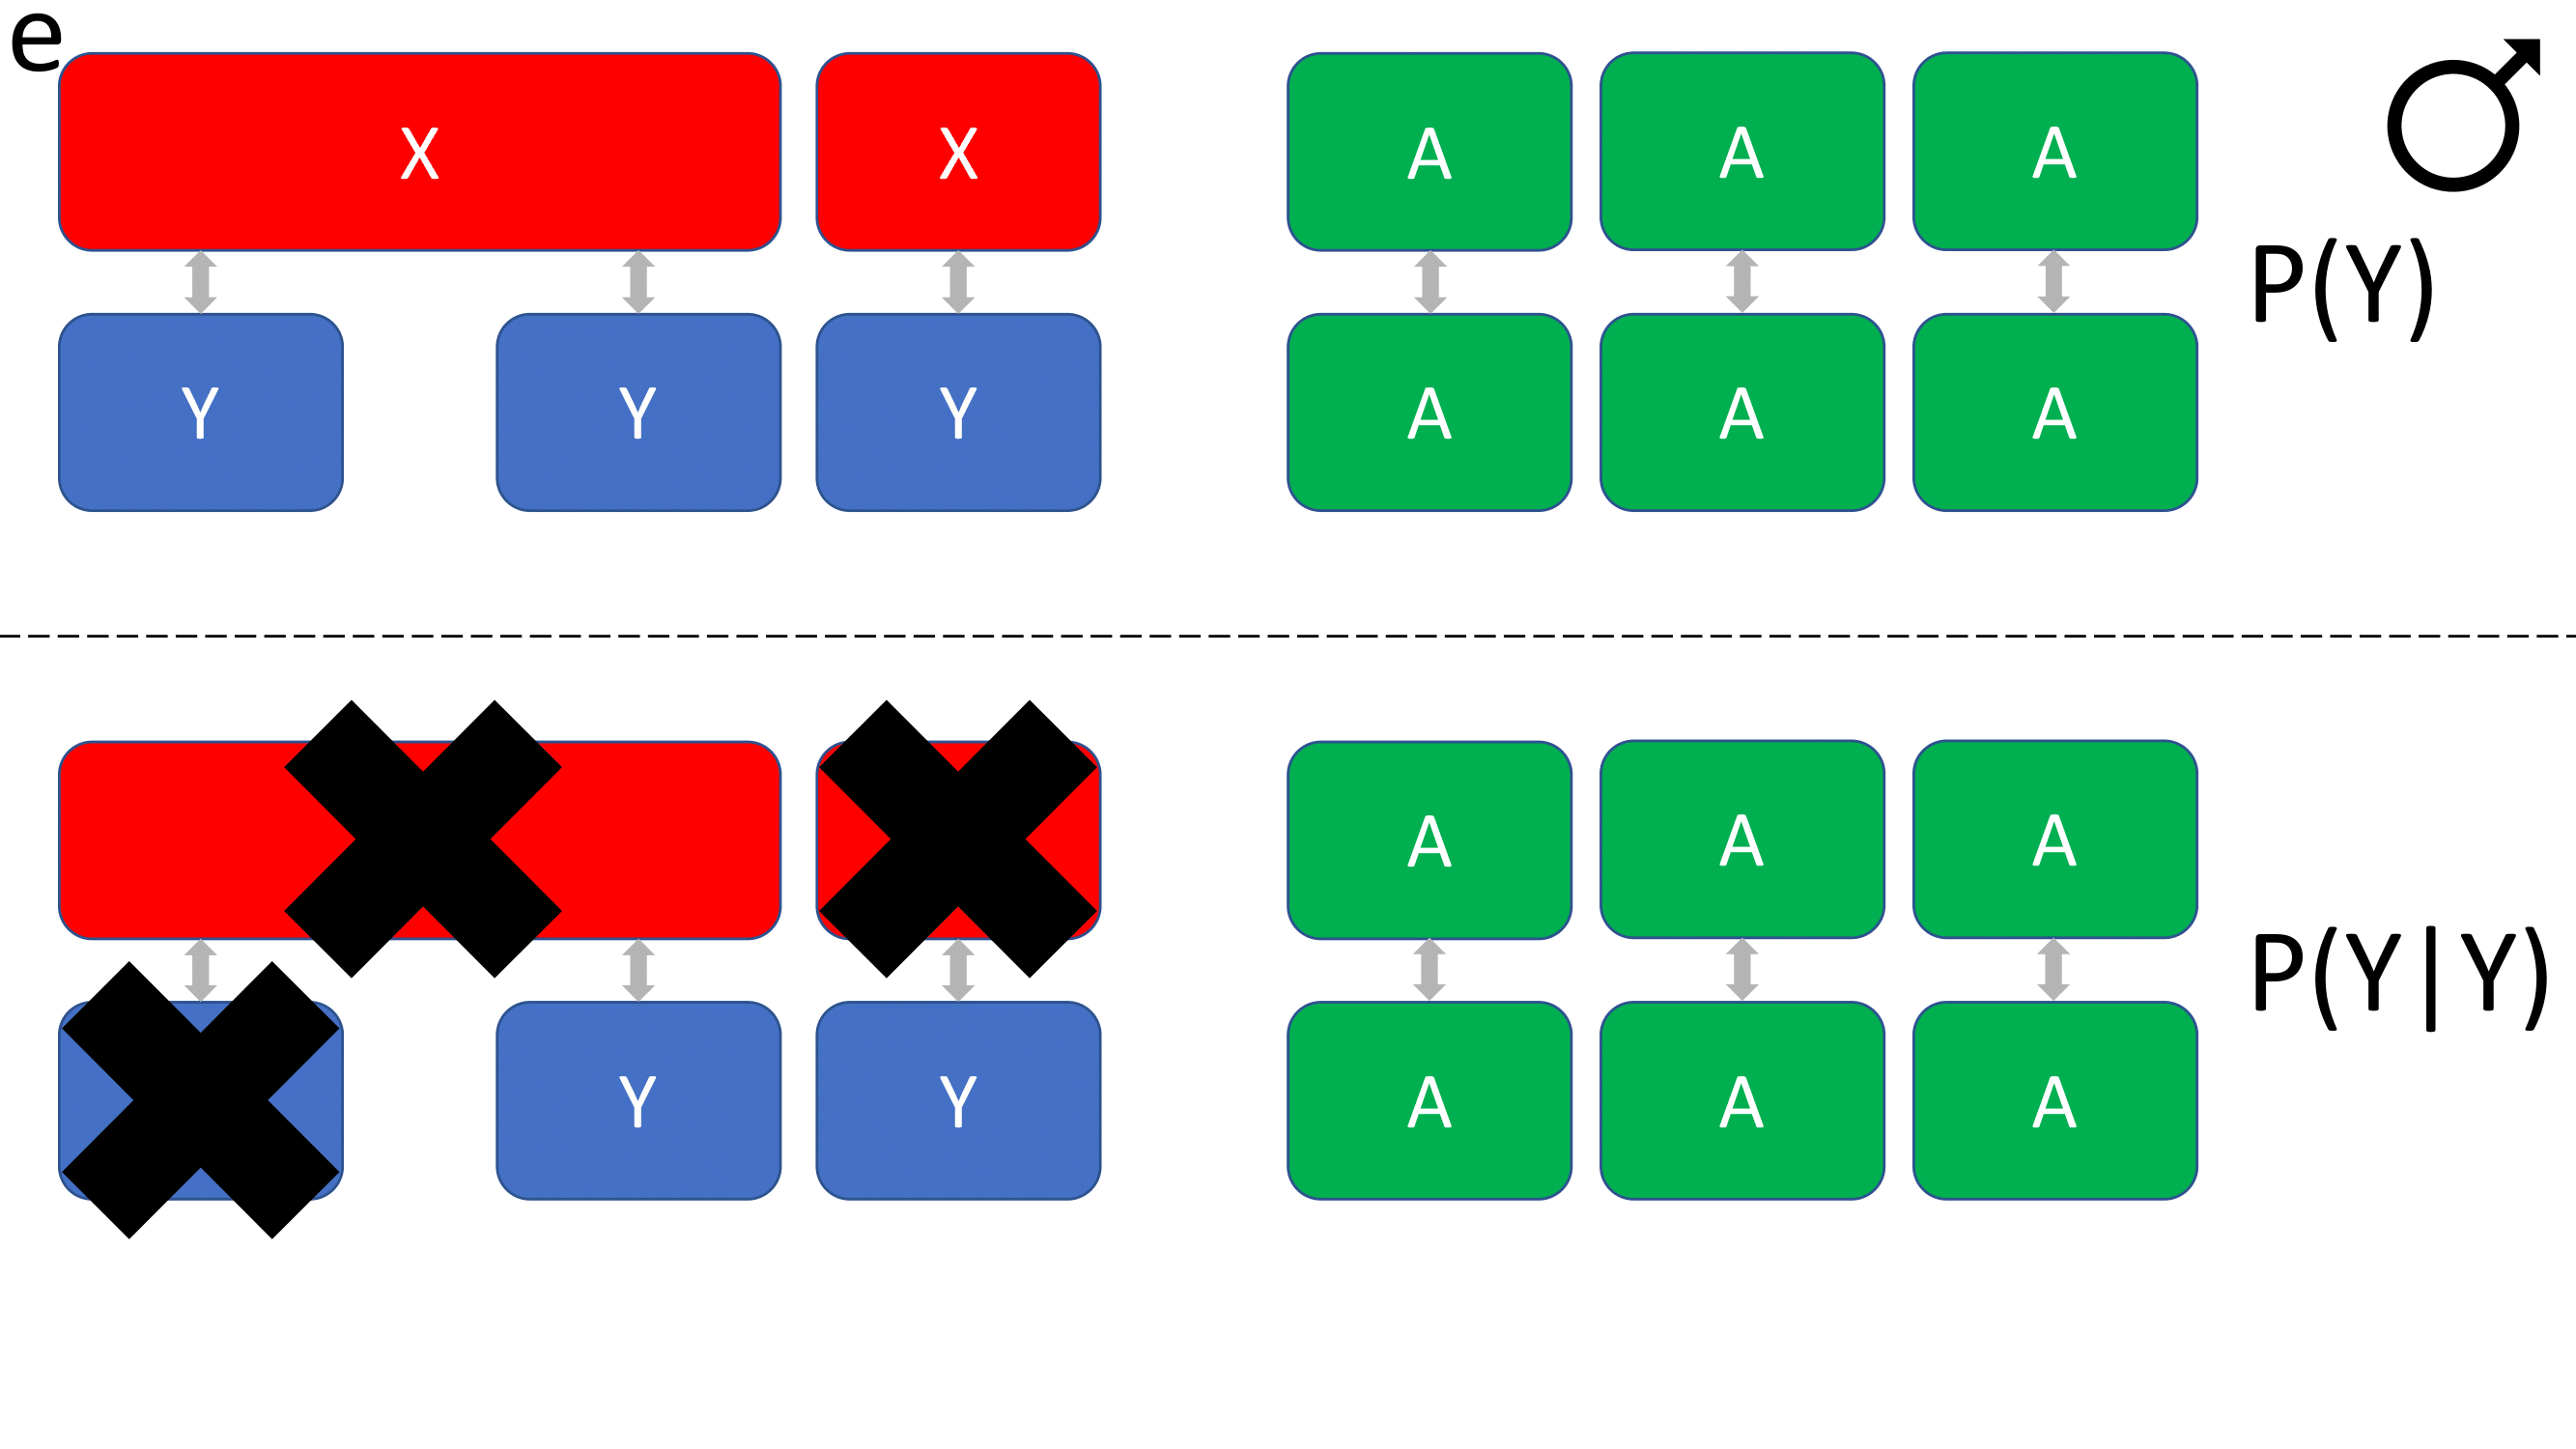 e
X X A A A
P(Y)
Y Y Y A A A
A A A
P(Y|Y)
Y Y A A A